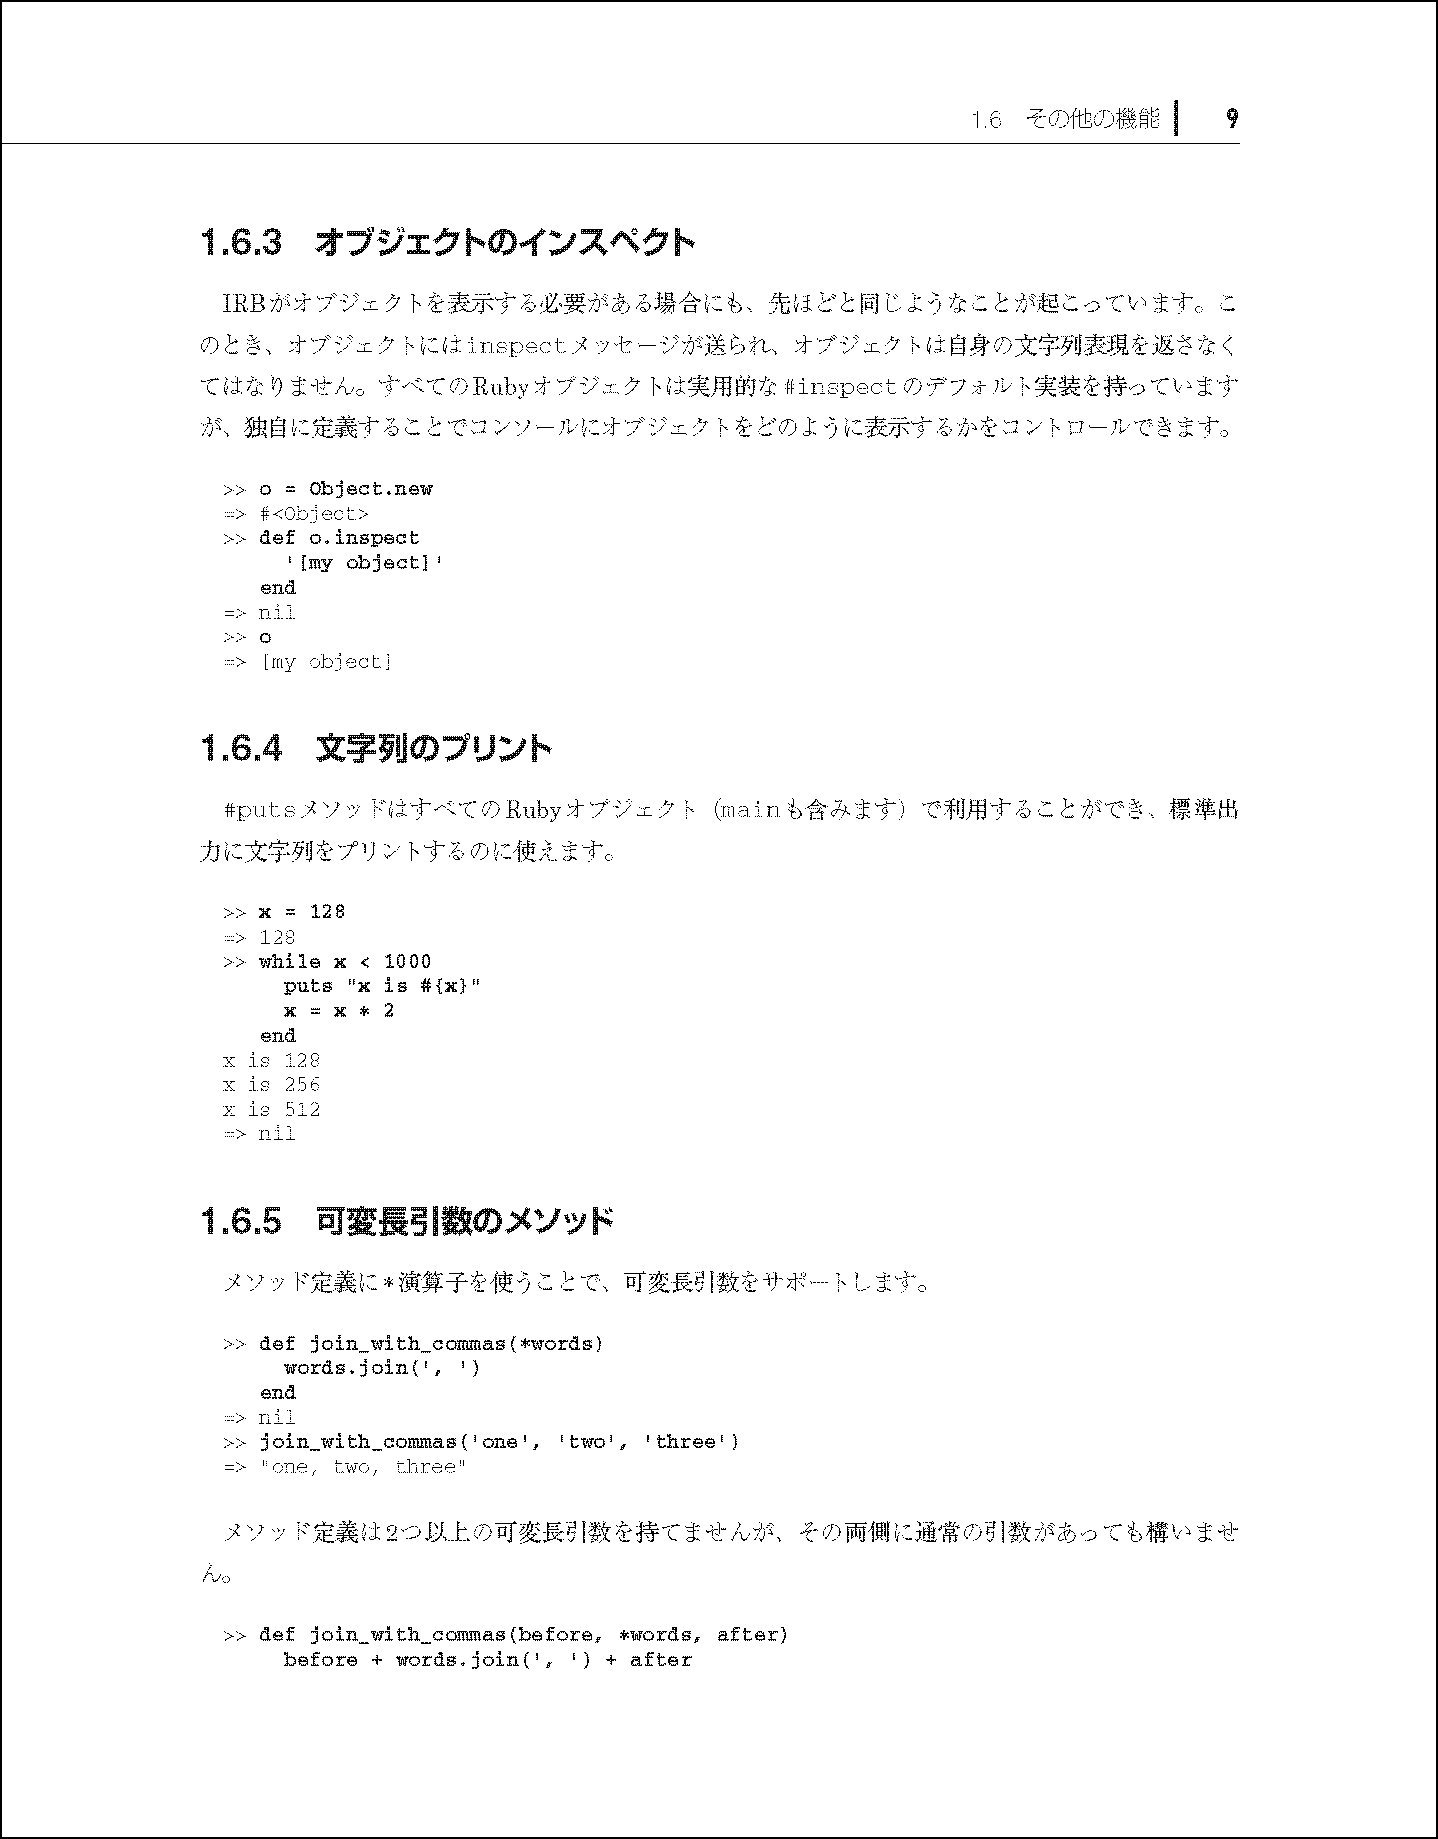 1.6 その他の機能 9
1.6.3 オブジェクトのインスペクト
IRBがオブジェクトを表示する必要がある場合にも、先ほどと同じようなことが起こっています。こ
のとき、オブジェクトにはinspectメッセージが送られ、オブジェクトは自身の文字列表現を返さなく
てはなりません。すべてのRubyオブジェクトは実用的な#inspectのデフォルト実装を持っています
が、独自に定義することでコンソールにオブジェクトをどのように表示するかをコントロールできます。
>> o = Object.new
=> #<Object>
>> def o.inspect
     '[my object]'
   end
=> nil
>> o
=> [my object]
1.6.4 文字列のプリント
#putsメソッドはすべてのRubyオブジェクト（mainも含みます）で利用することができ、標準出
力に文字列をプリントするのに使えます。
>> x = 128
=> 128
>> while x < 1000
     puts "x is #{x}"
     x = x * 2
   end
x is 128
x is 256
x is 512
=> nil
1.6.5 可変長引数のメソッド
メソッド定義に*演算子を使うことで、可変長引数をサポートします。
>> def join_with_commas(*words)
     words.join(', ')
   end
=> nil
>> join_with_commas('one', 'two', 'three')
=> "one, two, three"
メソッド定義は2つ以上の可変長引数を持てませんが、その両側に通常の引数があっても構いませ
ん。
>> def join_with_commas(before, *words, after)
     before + words.join(', ') + after